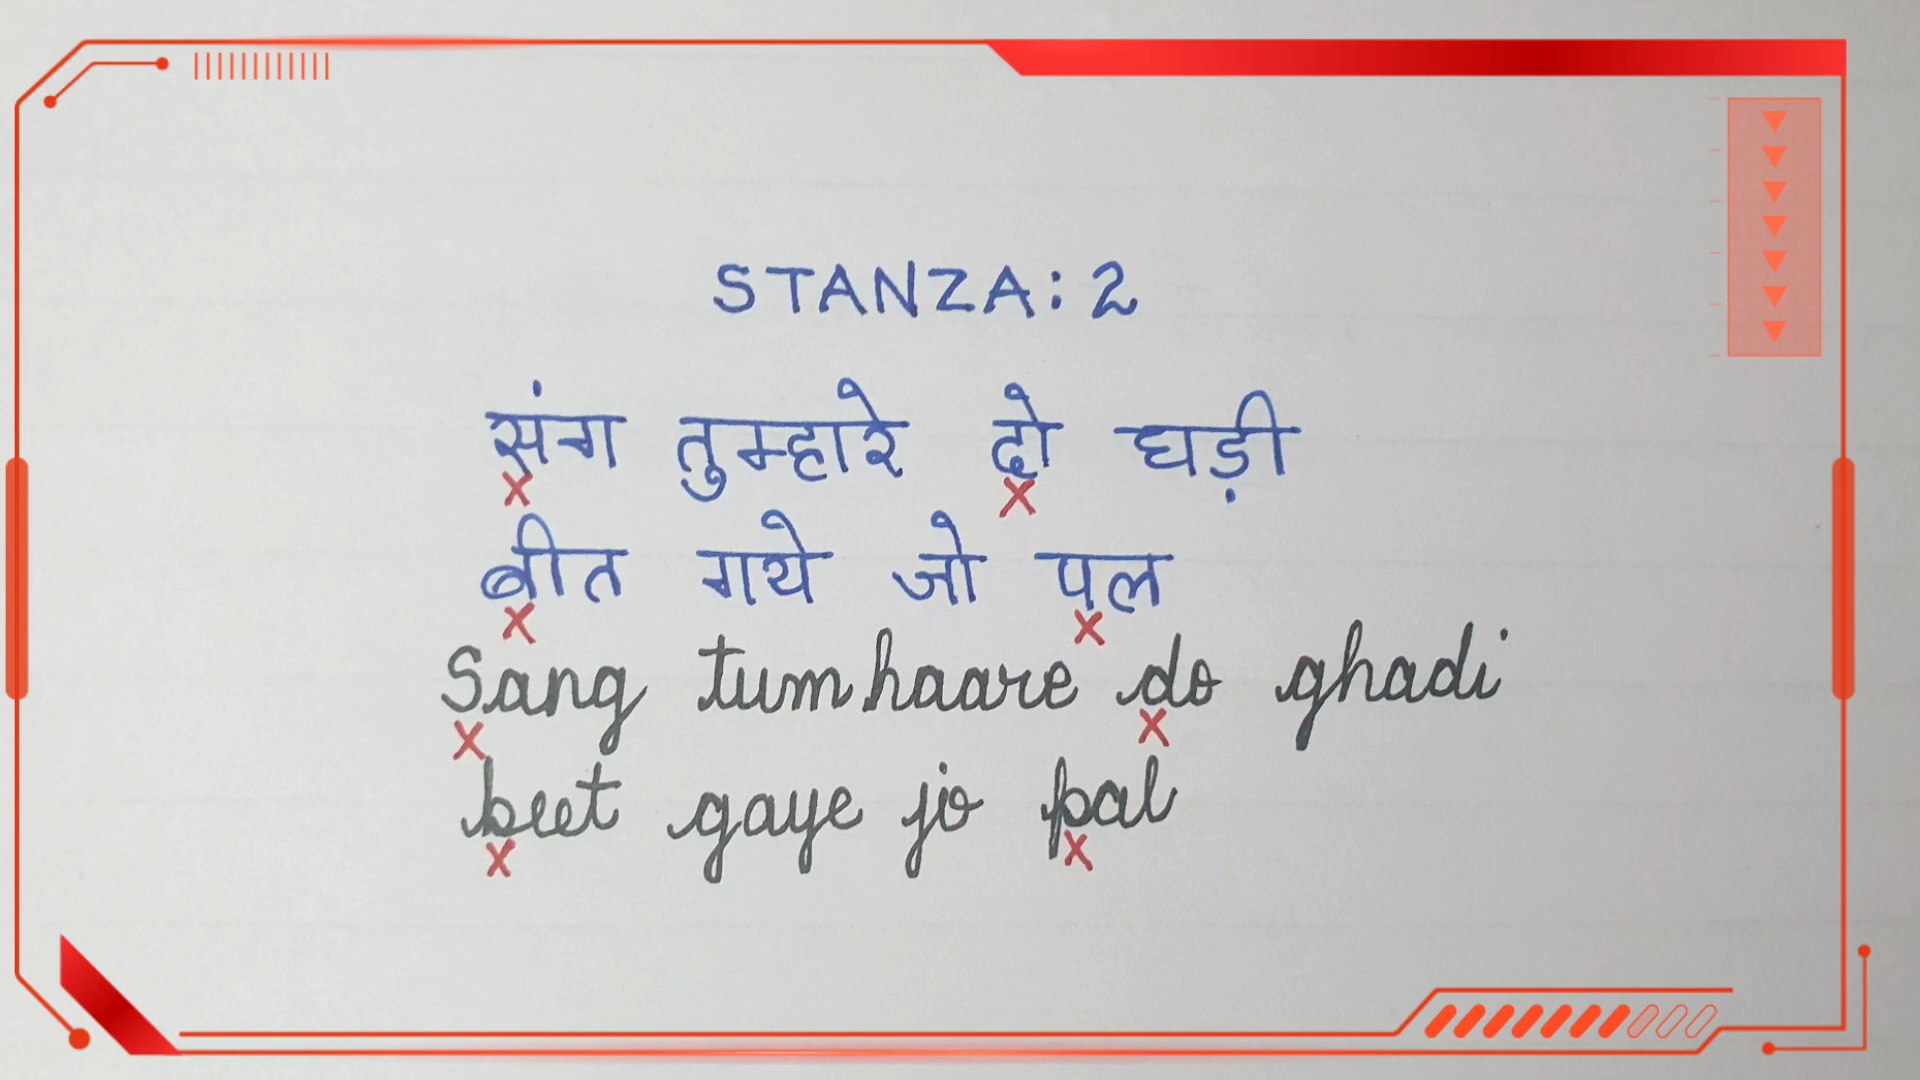 STANZA: 2
संग तुम्हारे दो घड़ी
x x
बीत गये जो पल
x x
Sang tumhaare do ghadi
x x
beet gaye jo pal
x x